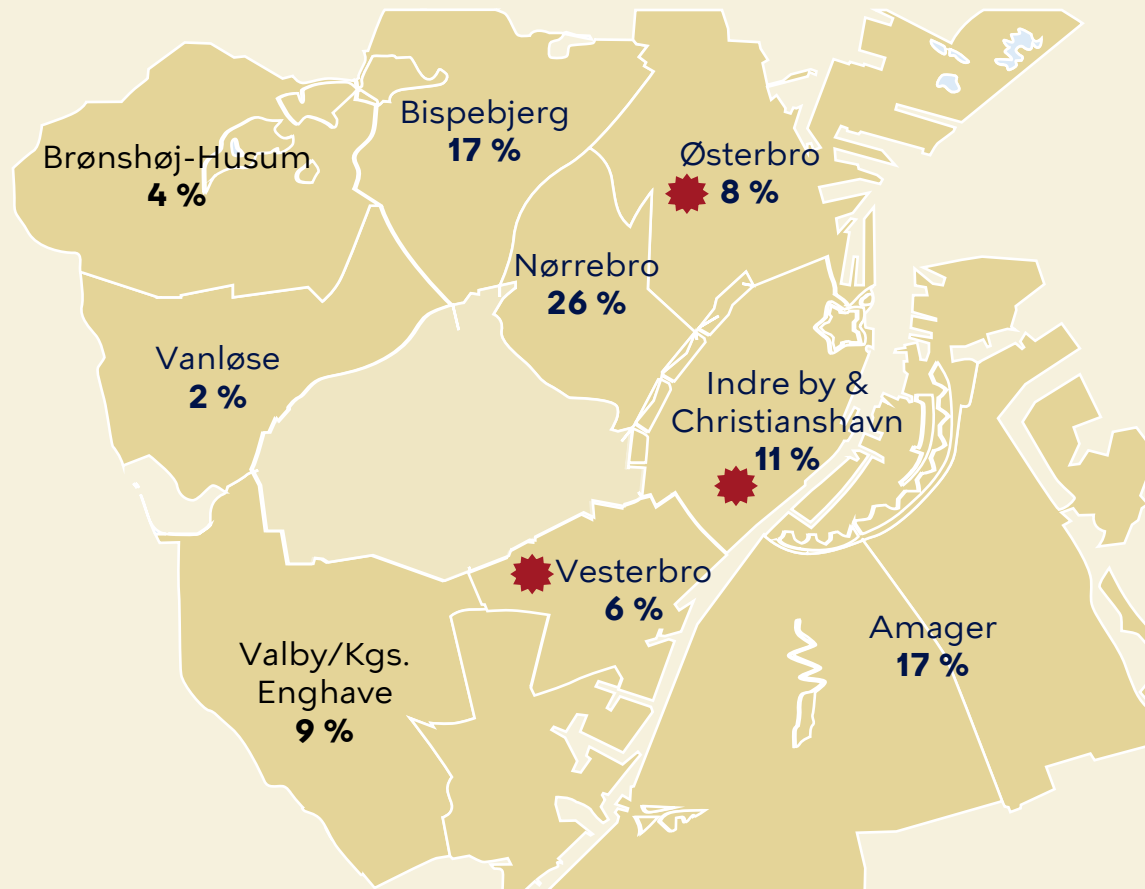 Bispebjerg
17 %
Brønshøj-Husum
4 %
Østerbro
8 %
Nørrebro
26 %
Vanløse
2 %
Indre by &
Christianshavn
11 %
Vesterbro
6 %
Amager
17 %
Valby/Kgs.
Enghave
9 %